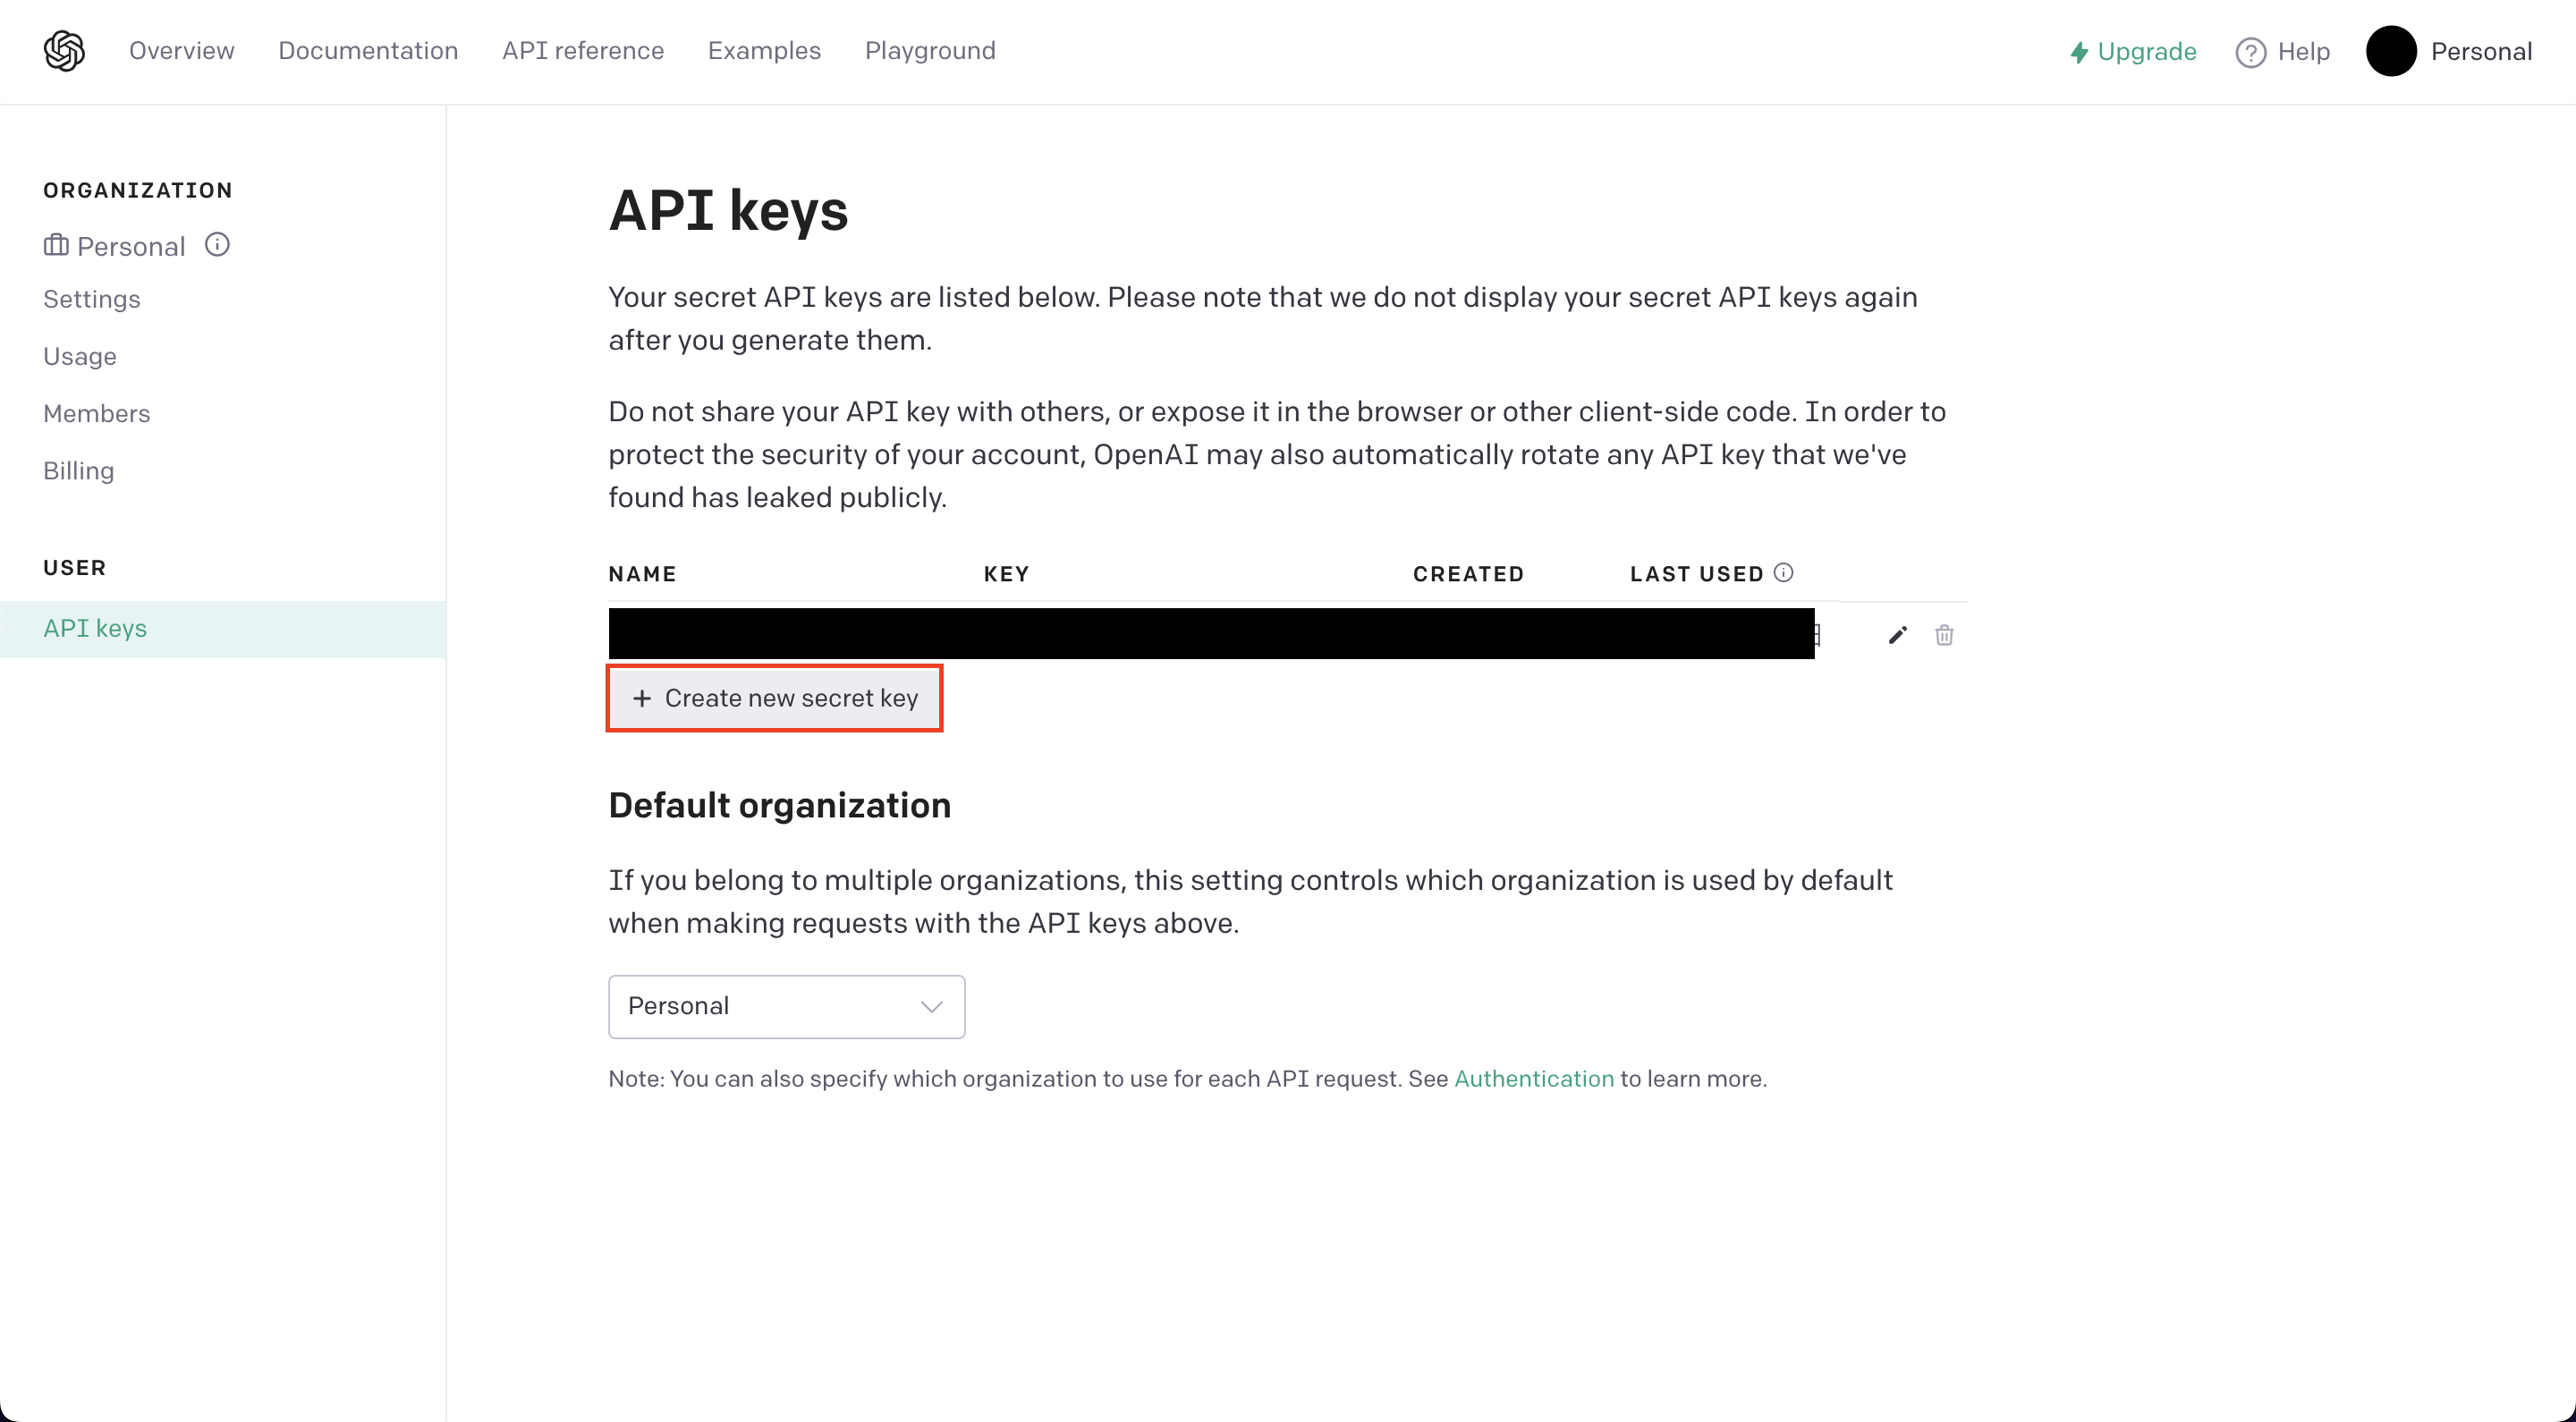 Overview Documentation API reference Examples Playground Upgrade Help Personal
ORGANIZATION
Personal
Settings
Usage
Members
Billing
USER
API keys
API keys
Your secret API keys are listed below. Please note that we do not display your secret API keys again
after you generate them.
Do not share your API key with others, or expose it in the browser or other client-side code. In order to
protect the security of your account, OpenAI may also automatically rotate any API key that we've
found has leaked publicly.
NAME KEY CREATED LAST USED
+ Create new secret key
Default organization
If you belong to multiple organizations, this setting controls which organization is used by default
when making requests with the API keys above.
Personal
Note: You can also specify which organization to use for each API request. See Authentication to learn more.